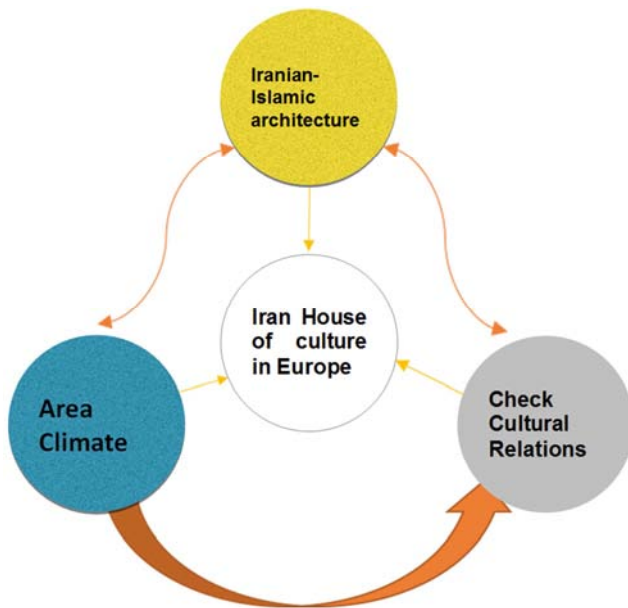 Iranian-
Islamic
architecture
Iran House
of culture
in Europe
Area
Climate
Check
Cultural
Relations